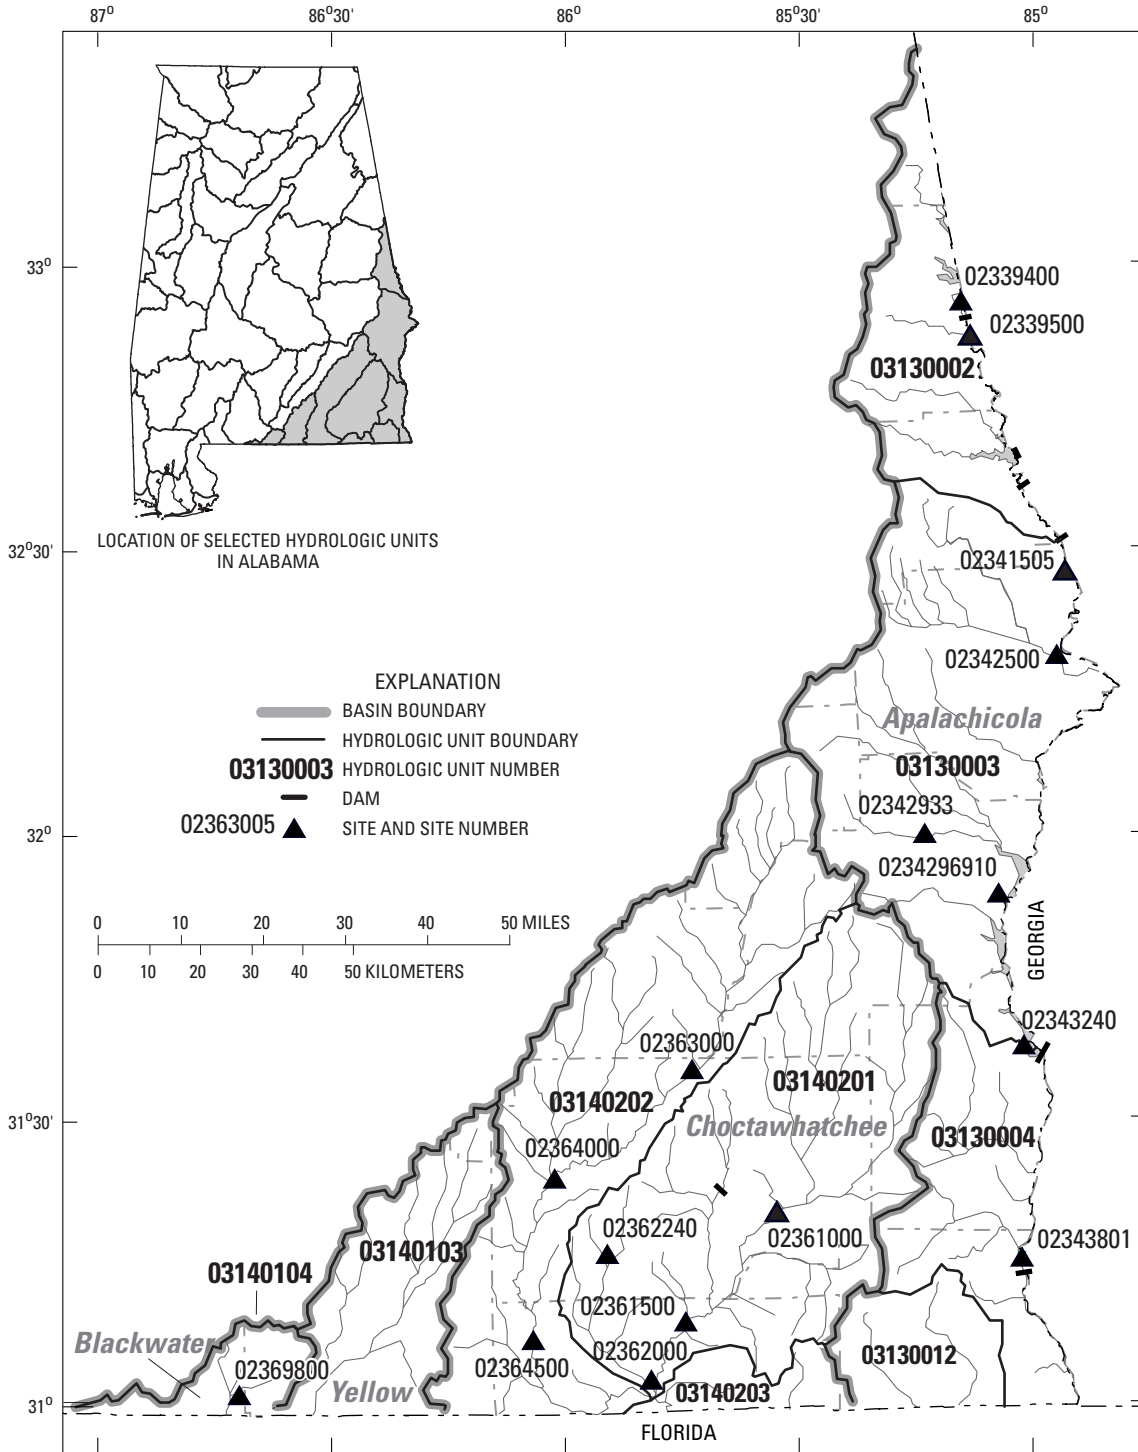 87° 86°30' 86° 85°30' 85°
33°
32°30'
32°
31°30'
31°
LOCATION OF SELECTED HYDROLOGIC UNITS
IN ALABAMA
EXPLANATION
BASIN BOUNDARY
HYDROLOGIC UNIT BOUNDARY
03130003 HYDROLOGIC UNIT NUMBER
DAM
02363005 SITE AND SITE NUMBER
0 10 20 30 40 50 MILES
0 10 20 30 40 50 KILOMETERS
02339400
02339500
03130002
02341505
02342500
Apalachicola
03130003
02342933
0234296910
GEORGIA
02343240
02363000
03140202
03140201
Choctawhatchee
03130004
02364000
02362240
02361000
02343801
03140103
03140104
02361500
02362000
Blackwater
02369800
02364500
03130012
Yellow
03140203
FLORIDA